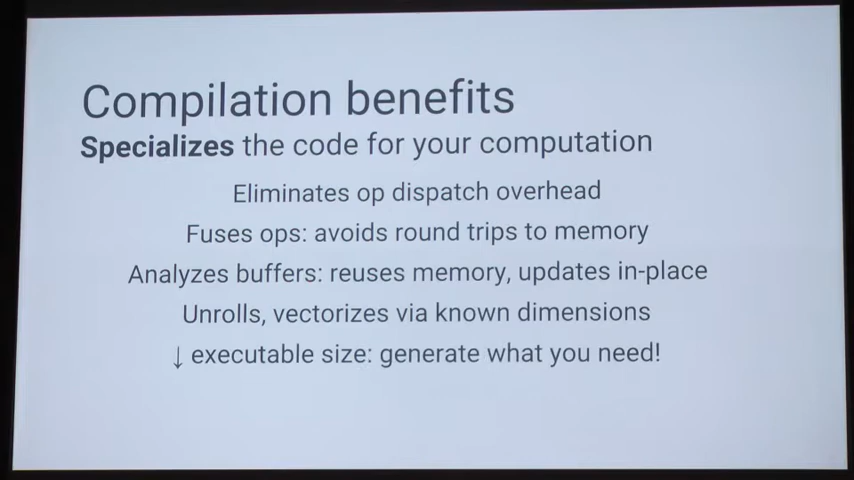 Compilation benefits
Specializes the code for your computation
Eliminates op dispatch overhead
Fuses ops: avoids round trips to memory
Analyzes buffers: reuses memory, updates in-place
Unrolls, vectorizes via known dimensions
↓ executable size: generate what you need!